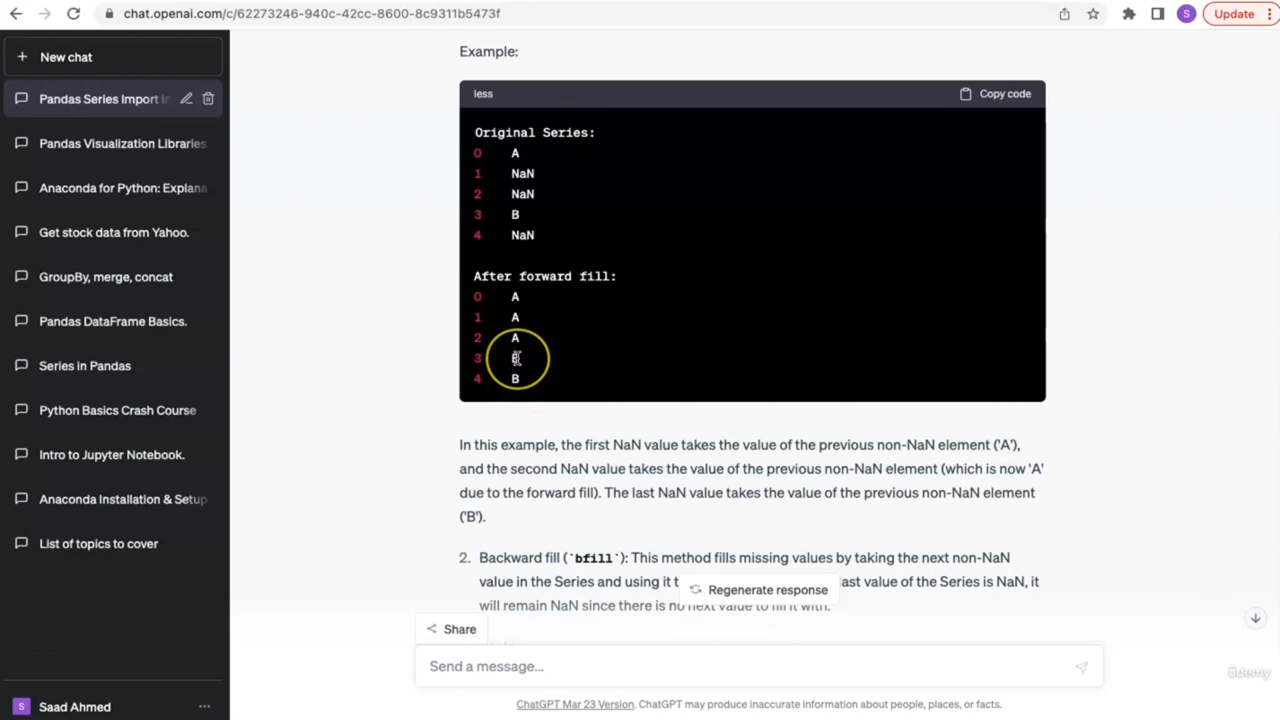 chat.openai.com/c/62273246-940c-42cc-8600-8c9311b5473f
S
Update
New chat
Pandas Series Import In
Pandas Visualization Libraries
Anaconda for Python: Explana
Get stock data from Yahoo.
GroupBy, merge, concat
Pandas DataFrame Basics.
Series in Pandas
Python Basics Crash Course
Intro to Jupyter Notebook.
Anaconda Installation & Setup
List of topics to cover
S Saad Ahmed
Example:
less Copy code
Original Series:
0 A
1 NaN
2 NaN
3 B
4 NaN
After forward fill:
0 A
1 A
2 A
3 B
4 B
In this example, the first NaN value takes the value of the previous non-NaN element ('A'),
and the second NaN value takes the value of the previous non-NaN element (which is now 'A'
due to the forward fill). The last NaN value takes the value of the previous non-NaN element
('B').
2. Backward fill (`bfill`): This method fills missing values by taking the next non-NaN
value in the Series and using it t ast value of the Series is NaN, it
will remain NaN since there is no next value to fill it with.
Regenerate response
Share
Send a message...
ChatGPT Mar 23 Version. ChatGPT may produce inaccurate information about people, places, or facts.
ûdemy